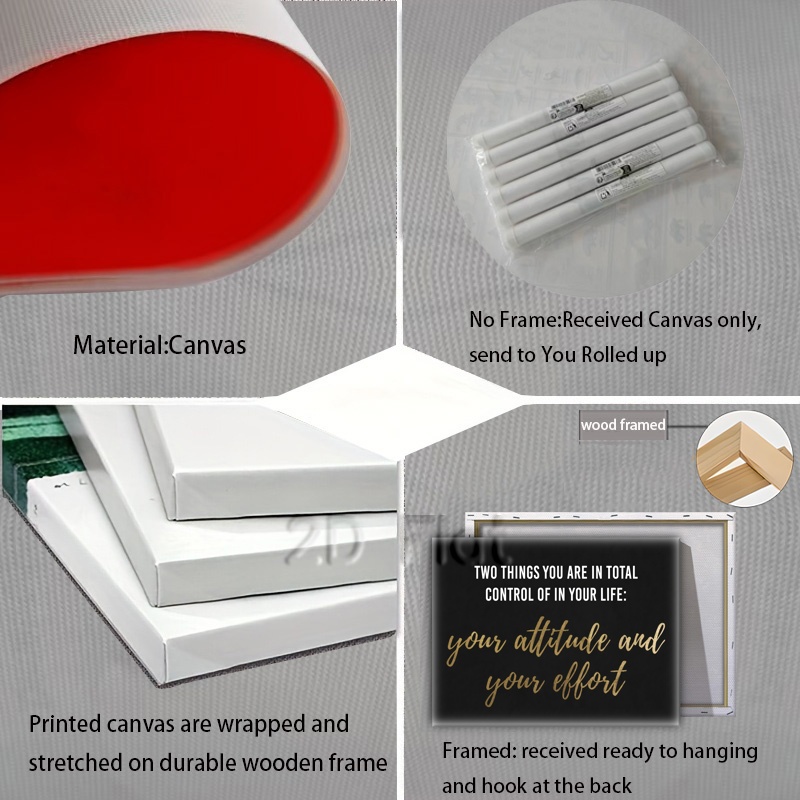 Material:Canvas
No Frame:Received Canvas only,
send to You Rolled up
wood framed
2D Flat
TWO THINGS YOU ARE IN TOTAL
CONTROL OF IN YOUR LIFE:
your attitude and
your effort
Printed canvas are wrapped and
stretched on durable wooden frame
Framed: received ready to hanging
and hook at the back